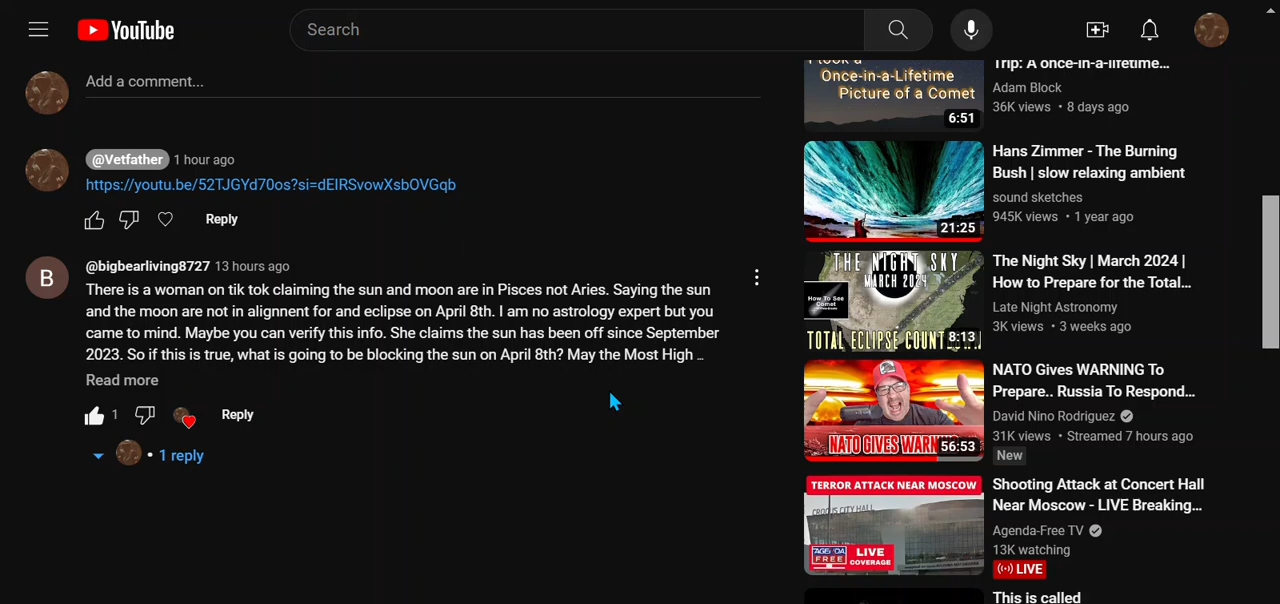 YouTube
Search
Add a comment...
@Vetfather 1 hour ago
https://youtu.be/52TJGYd70os?si=dEIRSvowXsbOVGqb
Reply
B
@bigbearliving8727 13 hours ago
There is a woman on tik tok claiming the sun and moon are in Pisces not Aries. Saying the sun
and the moon are not in alignnent for and eclipse on April 8th. I am no astrology expert but you
came to mind. Maybe you can verify this info. She claims the sun has been off since September
2023. So if this is true, what is going to be blocking the sun on April 8th? May the Most High ...
Read more
1 Reply
• 1 reply
I took a
Once-in-a-Lifetime
Picture of a Comet
6:51
Trip: A once-in-a-lifetime...
Adam Block
36K views • 8 days ago
21:25
Hans Zimmer - The Burning
Bush | slow relaxing ambient
sound sketches
945K views • 1 year ago
THE NIGHT SKY
MARCH 2024
How To See
Comet
TOTAL ECLIPSE COUNT
8:13
The Night Sky | March 2024 |
How to Prepare for the Total...
Late Night Astronomy
3K views • 3 weeks ago
NATO GIVES WARN
56:53
NATO Gives WARNING To
Prepare.. Russia To Respond...
David Nino Rodriguez
31K views • Streamed 7 hours ago
New
TERROR ATTACK NEAR MOSCOW
CROCUS CITY HALL
AGENDA
FREE
LIVE
COVERAGE
Shooting Attack at Concert Hall
Near Moscow - LIVE Breaking...
Agenda-Free TV
13K watching
LIVE
This is called